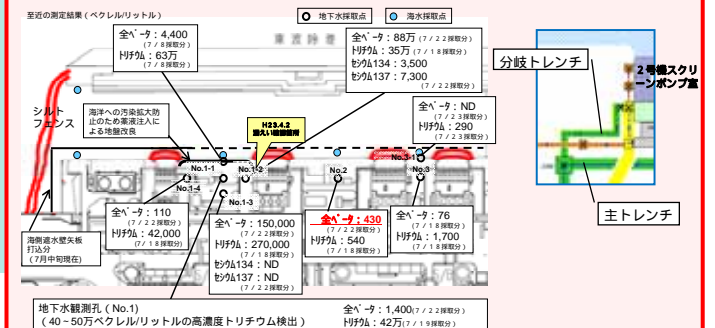 至近の測定結果（ベクレル/リットル）
地下水採取点
海水採取点
東波除堤
全ﾍﾞｰﾀ：4,400
（7／8採取分）
ﾄﾘﾁｳﾑ：63万
（7／8採取分）
全ﾍﾞｰﾀ：88万（7／22採取分）
ﾄﾘﾁｳﾑ：35万（7／18採取分）
ｾｼｳﾑ134：3,500
ｾｼｳﾑ137：7,300
（7／22採取分）
シルト
フェンス
海洋への汚染拡大防
止のため薬液注入に
よる地盤改良
H23.4.2
漏えい確認箇所
全ﾍﾞｰﾀ：ND
（7／23採取分）
ﾄﾘﾁｳﾑ：290
（7／23採取分）
No.1-1
No.1-2
No.1-4
No.1-3
No.2
No.3-1
No.3
海側遮水壁矢板
打込分
（7月中旬現在）
全ﾍﾞｰﾀ：110
（7／22採取分）
ﾄﾘﾁｳﾑ：42,000
（7／18採取分）
全ﾍﾞｰﾀ：150,000
（7／22採取分）
ﾄﾘﾁｳﾑ：270,000
（7／18採取分）
ｾｼｳﾑ134：ND
ｾｼｳﾑ137：ND
（7／22採取分）
全ﾍﾞｰﾀ：430
（7／22採取分）
ﾄﾘﾁｳﾑ：540
（7／18採取分）
全ﾍﾞｰﾀ：76
（7／18採取分）
ﾄﾘﾁｳﾑ：1,700
（7／18採取分）
地下水観測孔（No.1）
（40～50万ベクレル/リットルの高濃度トリチウム検出）
全ﾍﾞｰﾀ：1,400（7／22採取分）
ﾄﾘﾁｳﾑ：42万（7／19採取分）
分岐トレンチ
2号機スクリ
ーンポンプ室
主トレンチ